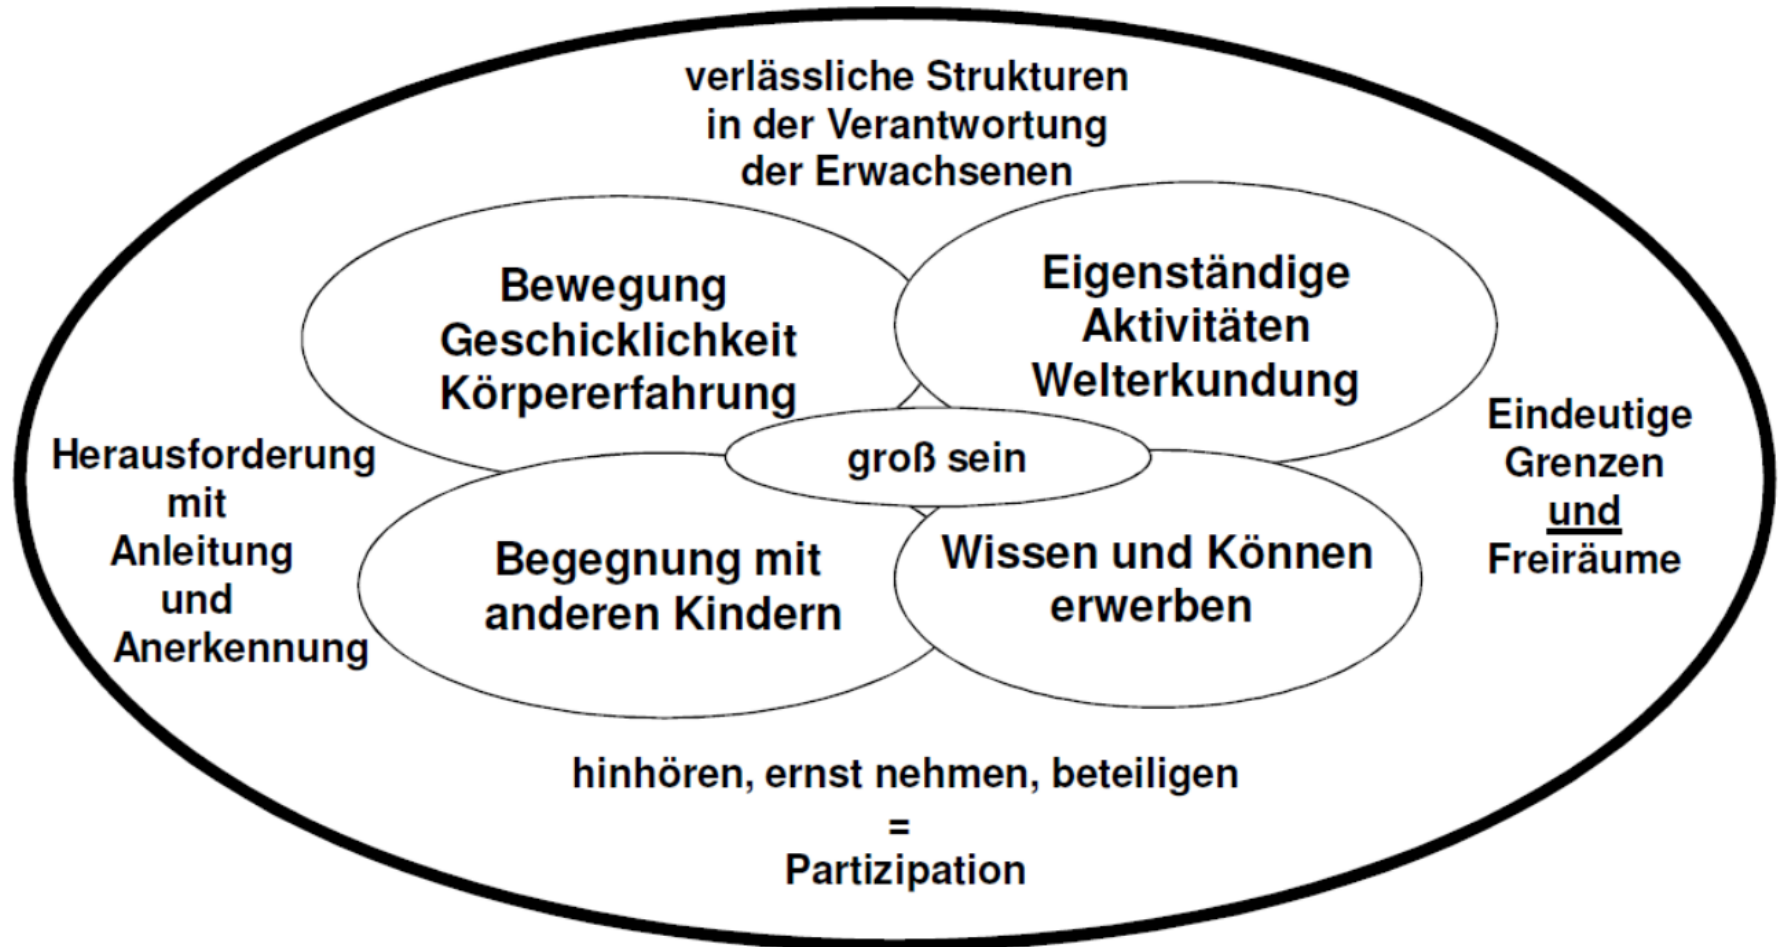 verlässliche Strukturen
in der Verantwortung
der Erwachsenen
Bewegung
Geschicklichkeit
Körpererfahrung
Eigenständige
Aktivitäten
Welterkundung
Herausforderung
mit
Anleitung
und
Anerkennung
groß sein
Eindeutige
Grenzen
und
Freiräume
Begegnung mit
anderen Kindern
Wissen und Können
erwerben
hinhören, ernst nehmen, beteiligen
=
Partizipation